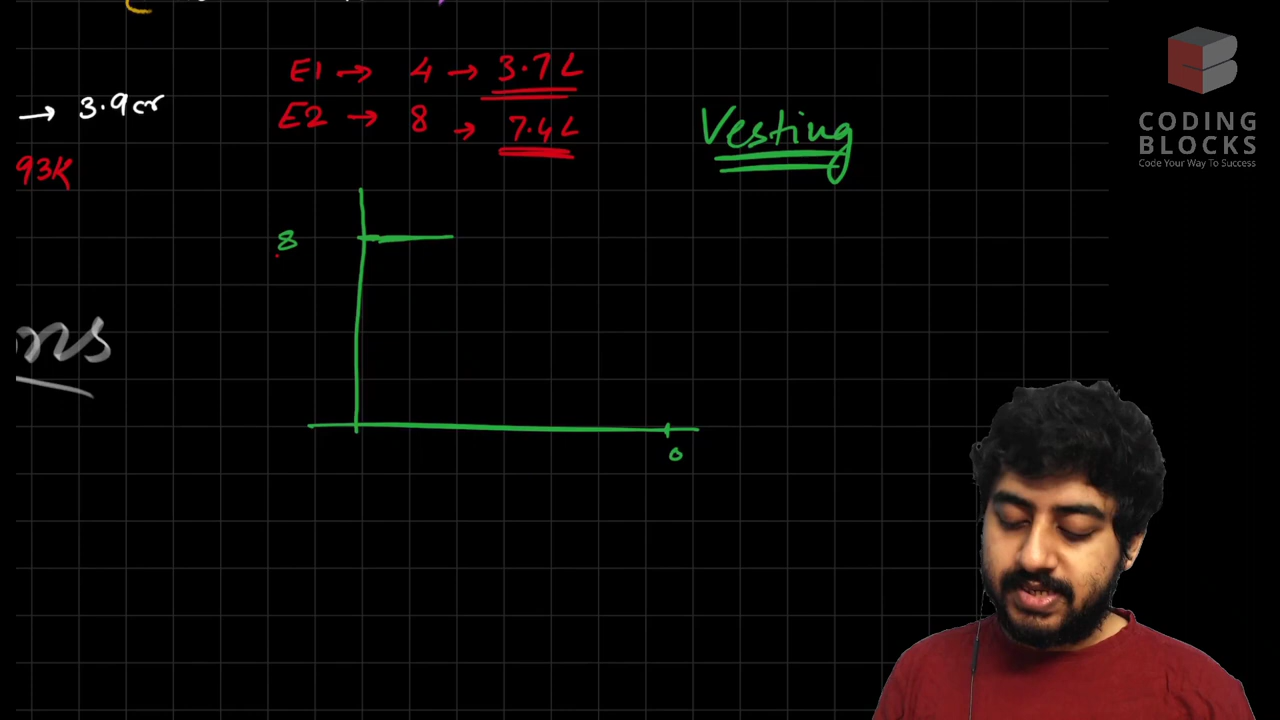 E1 → 4 → 3.7L
→ 3.9cr
E2 → 8 → 7.4L
Vesting
93K
8
0
CODING
BLOCKS
Code Your Way To Success